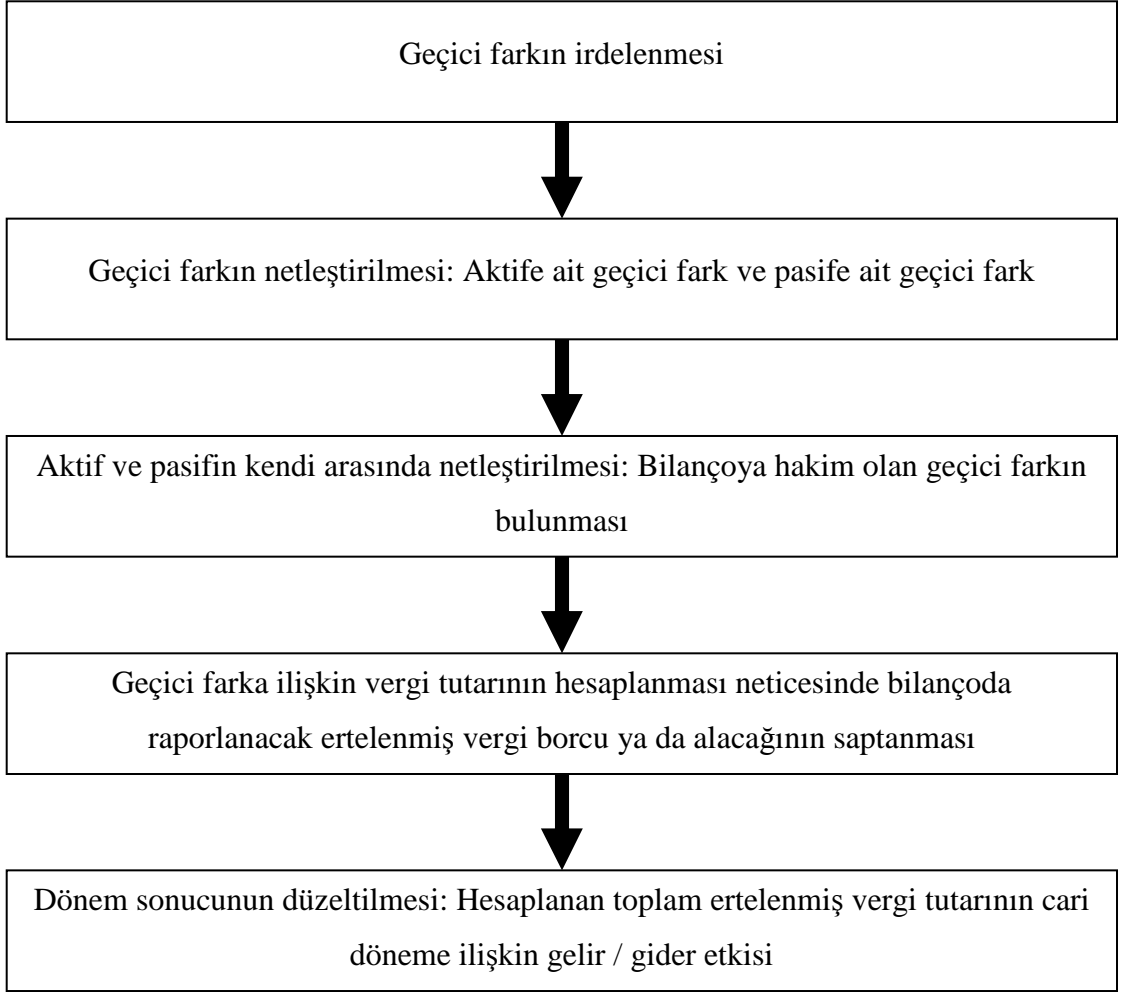 Geçici farkın irdelenmesi
Geçici farkın netleştirilmesi: Aktife ait geçici fark ve pasife ait geçici fark
Aktif ve pasifin kendi arasında netleştirilmesi: Bilançoya hakim olan geçici farkın
bulunması
Geçici farka ilişkin vergi tutarının hesaplanması neticesinde bilançoda
raporlanacak ertelenmiş vergi borcu ya da alacağının saptanması
Dönem sonucunun düzeltilmesi: Hesaplanan toplam ertelenmiş vergi tutarının cari
döneme ilişkin gelir / gider etkisi